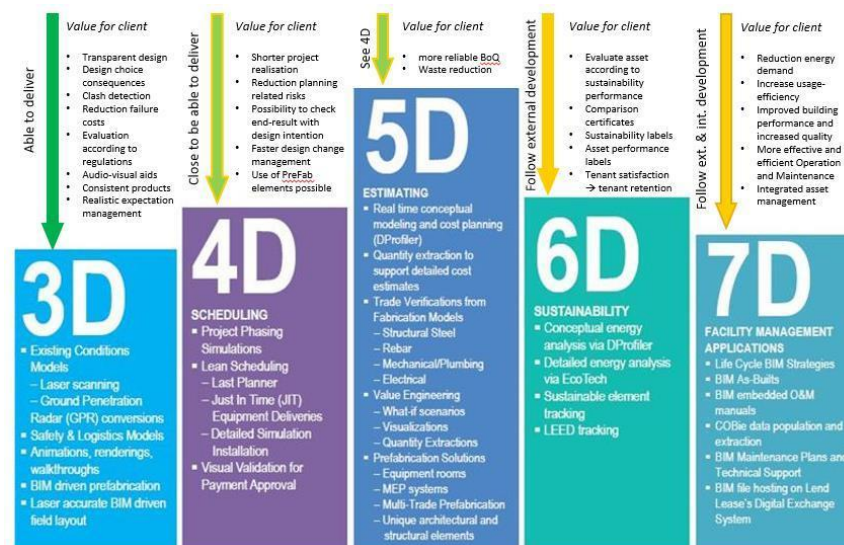 Able to deliver
Value for client
• Transparent design
• Design choice
consequences
• Clash detection
• Reduction failure
costs
• Evaluation
according to
regulations
• Audio-visual aids
• Consistent products
• Realistic expectation
management
3D
▪ Existing Conditions
Models
– Laser scanning
– Ground Penetration
Radar (GPR) conversions
▪ Safety & Logistics Models
▪ Animations, renderings,
walkthroughs
▪ BIM driven prefabrication
▪ Laser accurate BIM driven
field layout
Close to be able to deliver
Value for client
• Shorter project
realisation
• Reduction planning
related risks
• Possibility to check
end-result with
design intention
• Faster design change
management
• Use of PreFab
elements possible
4D
SCHEDULING
▪ Project Phasing
Simulations
▪ Lean Scheduling
– Last Planner
– Just In Time (JIT)
Equipment Deliveries
– Detailed Simulation
Installation
▪ Visual Validation for
Payment Approval
See 4D
Value for client
• more reliable BoQ
• Waste reduction
5D
ESTIMATING
▪ Real time conceptual
modeling and cost planning
(DProfiler)
▪ Quantity extraction to
support detailed cost
estimates
▪ Trade Verifications from
Fabrication Models
– Structural Steel
– Rebar
– Mechanical/Plumbing
– Electrical
▪ Value Engineering
– What-if scenarios
– Visualizations
– Quantity Extractions
▪ Prefabrication Solutions
– Equipment rooms
– MEP systems
– Multi-Trade Prefabrication
– Unique architectural and
structural elements
Follow external development
Value for client
• Evaluate asset
according to
sustainability
performance
• Comparison
certificates
• Sustainability labels
• Asset performance
labels
• Tenant satisfaction
→ tenant retention
6D
SUSTAINABILITY
▪ Conceptual energy
analysis via DProfiler
▪ Detailed energy analysis
via EcoTech
▪ Sustainable element
tracking
▪ LEED tracking
Follow ext. & int. development
Value for client
• Reduction energy
demand
• Increase usage-
efficiency
• Improved building
performance and
increased quality
• More effective and
efficient Operation
and Maintenance
• Integrated asset
management
7D
FACILITY MANAGEMENT
APPLICATIONS
▪ Life Cycle BIM Strategies
▪ BIM As-Builts
▪ BIM embedded O&M
manuals
▪ COBie data population and
extraction
▪ BIM Maintenance Plans and
Technical Support
▪ BIM file hosting on Lend
Lease's Digital Exchange
System